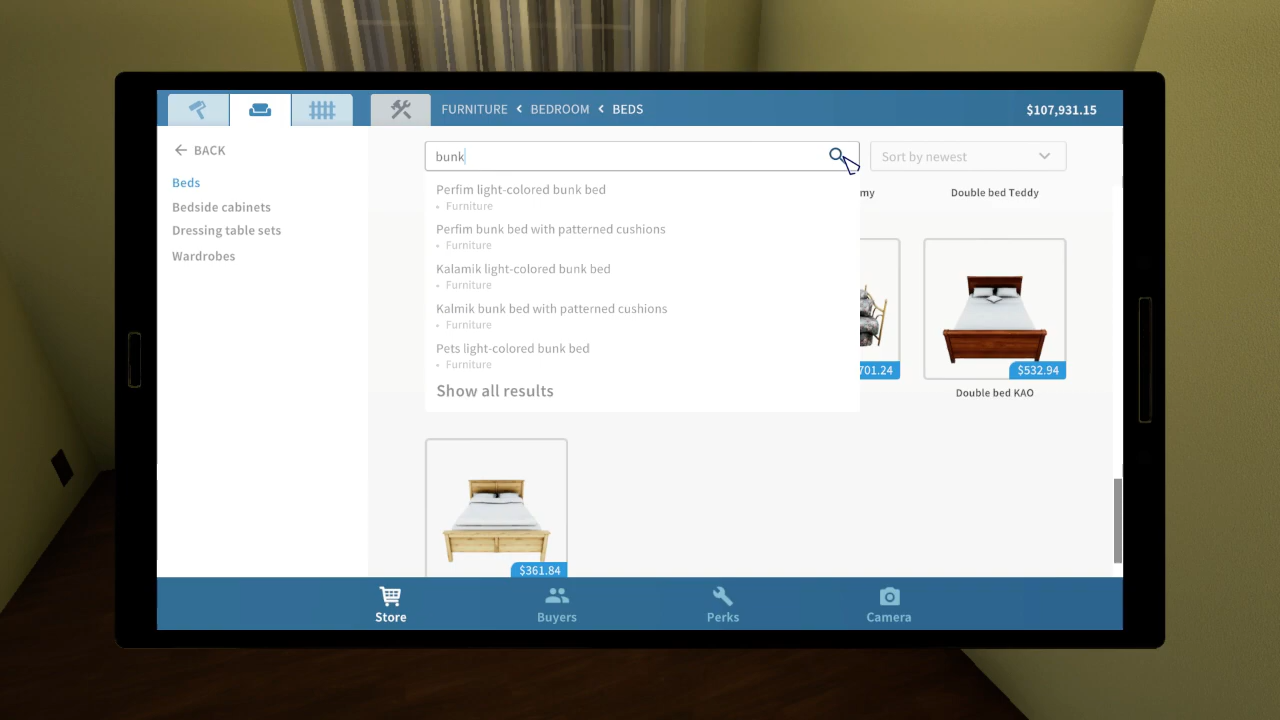 FURNITURE < BEDROOM < BEDS
$107,931.15
BACK
bunk
Sort by newest
Beds
Bedside cabinets
Dressing table sets
Wardrobes
Perfim light-colored bunk bed
• Furniture
Perfim bunk bed with patterned cushions
• Furniture
Kalamik light-colored bunk bed
• Furniture
Kalmik bunk bed with patterned cushions
• Furniture
Pets light-colored bunk bed
• Furniture
Show all results
my
Double bed Teddy
701.24
$532.94
Double bed KAO
$361.84
Store
Buyers
Perks
Camera